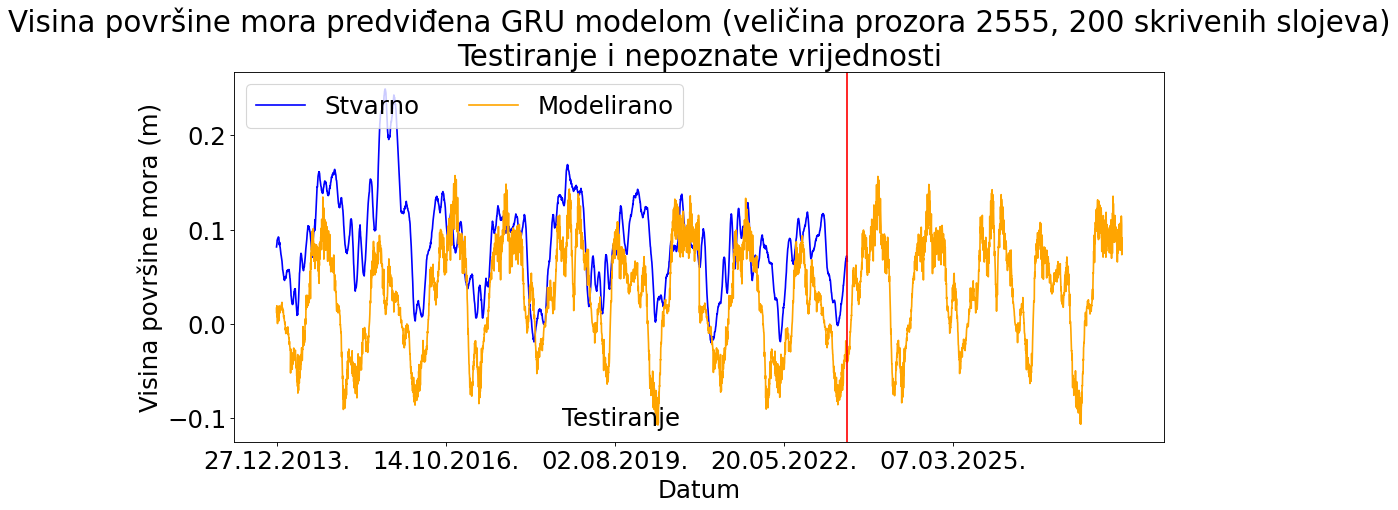 Visina površine mora predviđena GRU modelom (veličina prozora 2555, 200 skrivenih slojeva)
Testiranje i nepoznate vrijednosti
Stvarno Modelirano
Visina površine mora (m)
0.2
0.1
0.0
−0.1
Testiranje
27.12.2013. 14.10.2016. 02.08.2019. 20.05.2022. 07.03.2025.
Datum